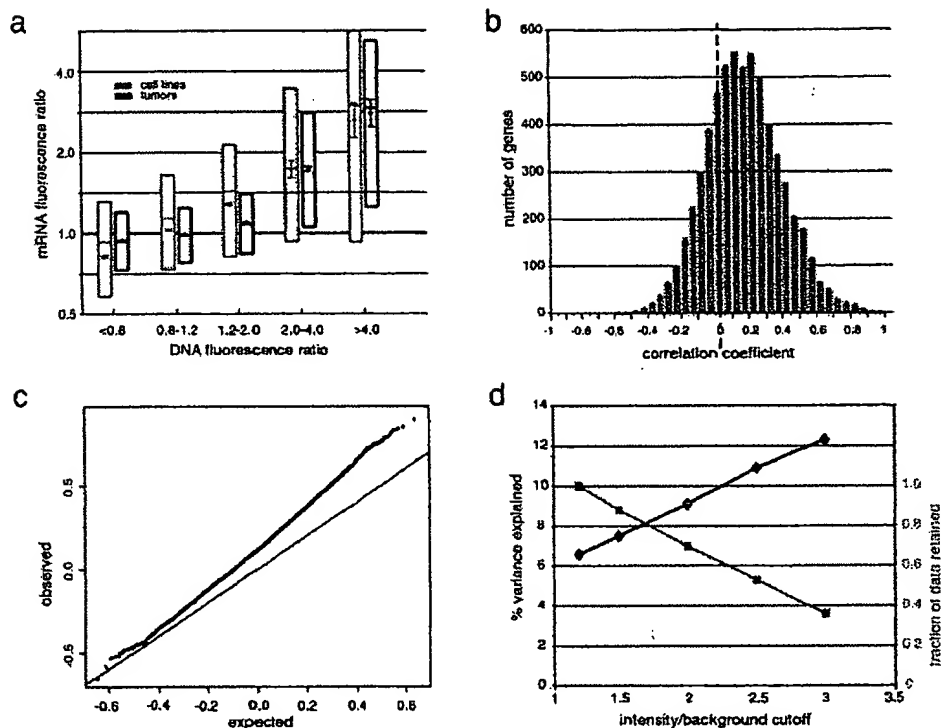 a
mRNA fluorescence ratio
4.0
2.0
1.0
0.5
cell lines
tumors
<0.8 0.8-1.2 1.2-2.0 2.0-4.0 >4.0
DNA fluorescence ratio
b
number of genes
600
500
400
300
200
100
0
-1 -0.6 -0.2 0 0.2 0.4 0.6 0.8 1
correlation coefficient
c
observed
0.5
0.0
-0.5
-0.6 -0.4 -0.2 0.0 0.2 0.4 0.6
expected
d
% variance explained
14
12
10
8
6
4
2
0
1.0
0.8
0.6
0.4
0.2
0
fraction of data retained
1 1.5 2 2.5 3 3.5
intensity/background cutoff